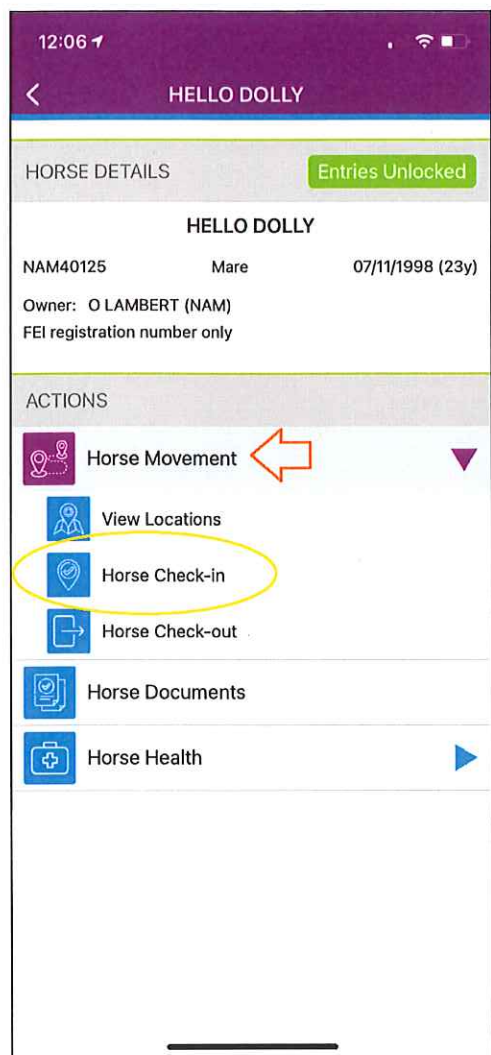 12:06
HELLO DOLLY
HORSE DETAILS Entries Unlocked
HELLO DOLLY
NAM40125 Mare 07/11/1998 (23y)
Owner: O LAMBERT (NAM)
FEI registration number only
ACTIONS
Horse Movement
View Locations
Horse Check-in
Horse Check-out
Horse Documents
Horse Health